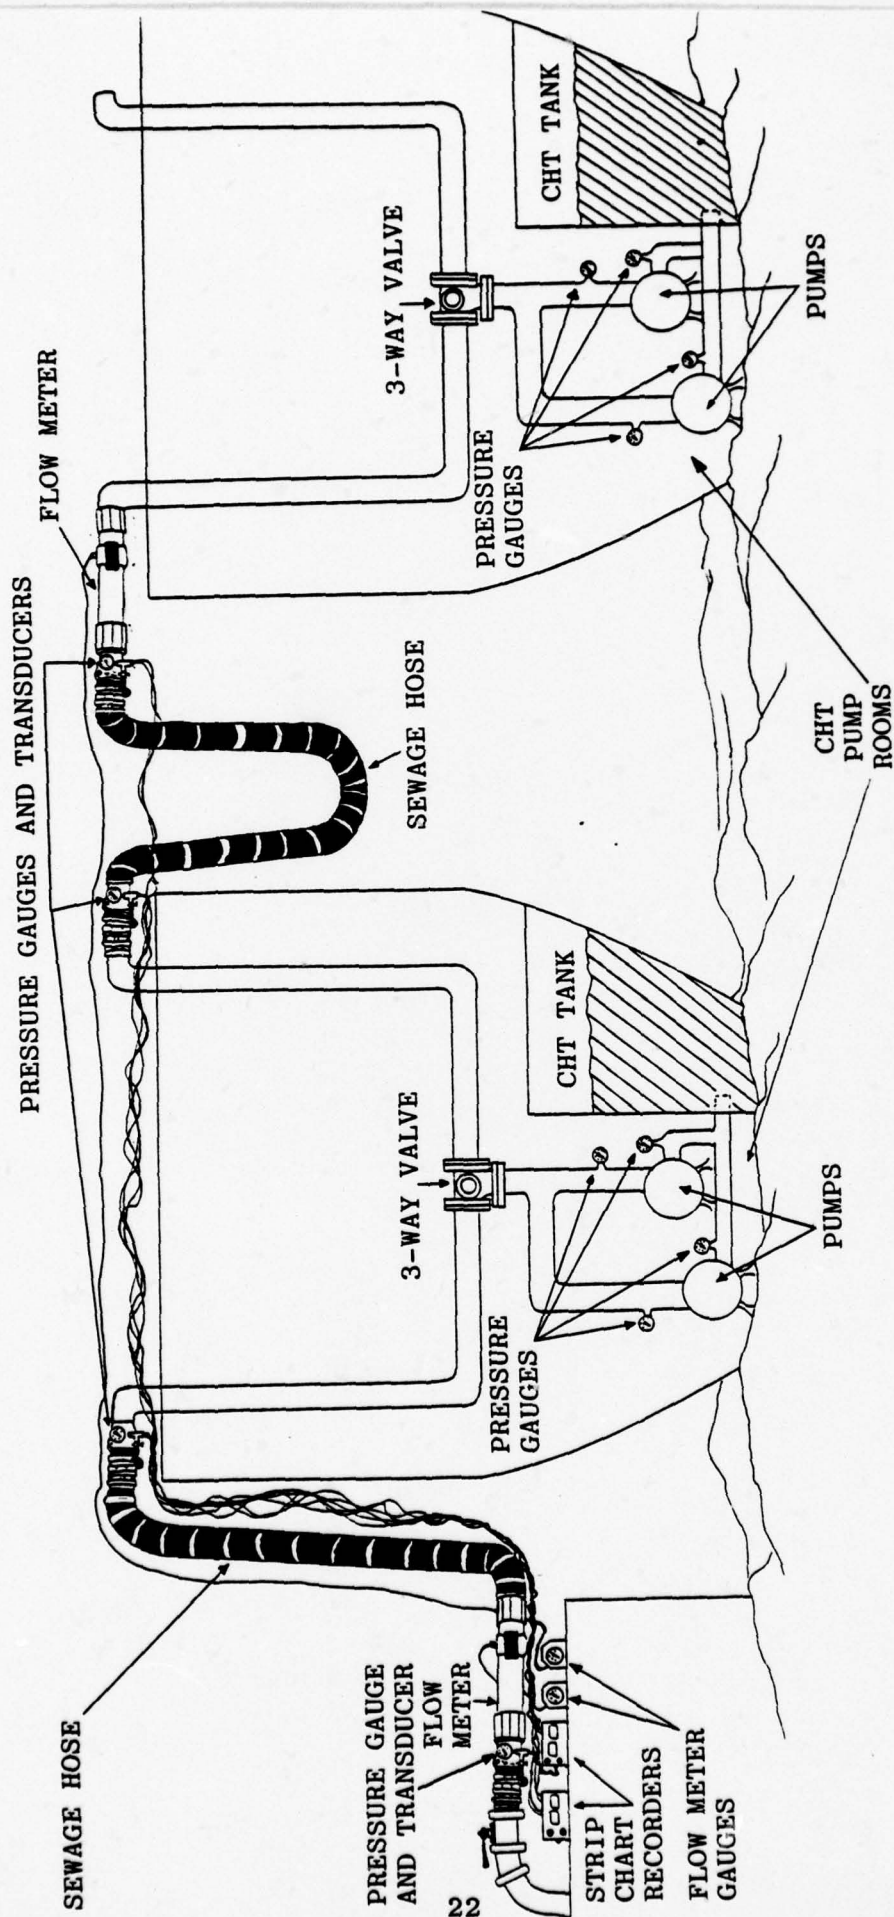 SEWAGE HOSE
PRESSURE GAUGES AND TRANSDUCERS
FLOW METER
PRESSURE GAUGE
AND TRANSDUCER
FLOW
METER
3-WAY VALVE
SEWAGE HOSE
3-WAY VALVE
PRESSURE
GAUGES
CHT TANK
PRESSURE
GAUGES
CHT TANK
STRIP
CHART
RECORDERS
FLOW METER
GAUGES
PUMPS
CHT
PUMP
ROOMS
PUMPS
22